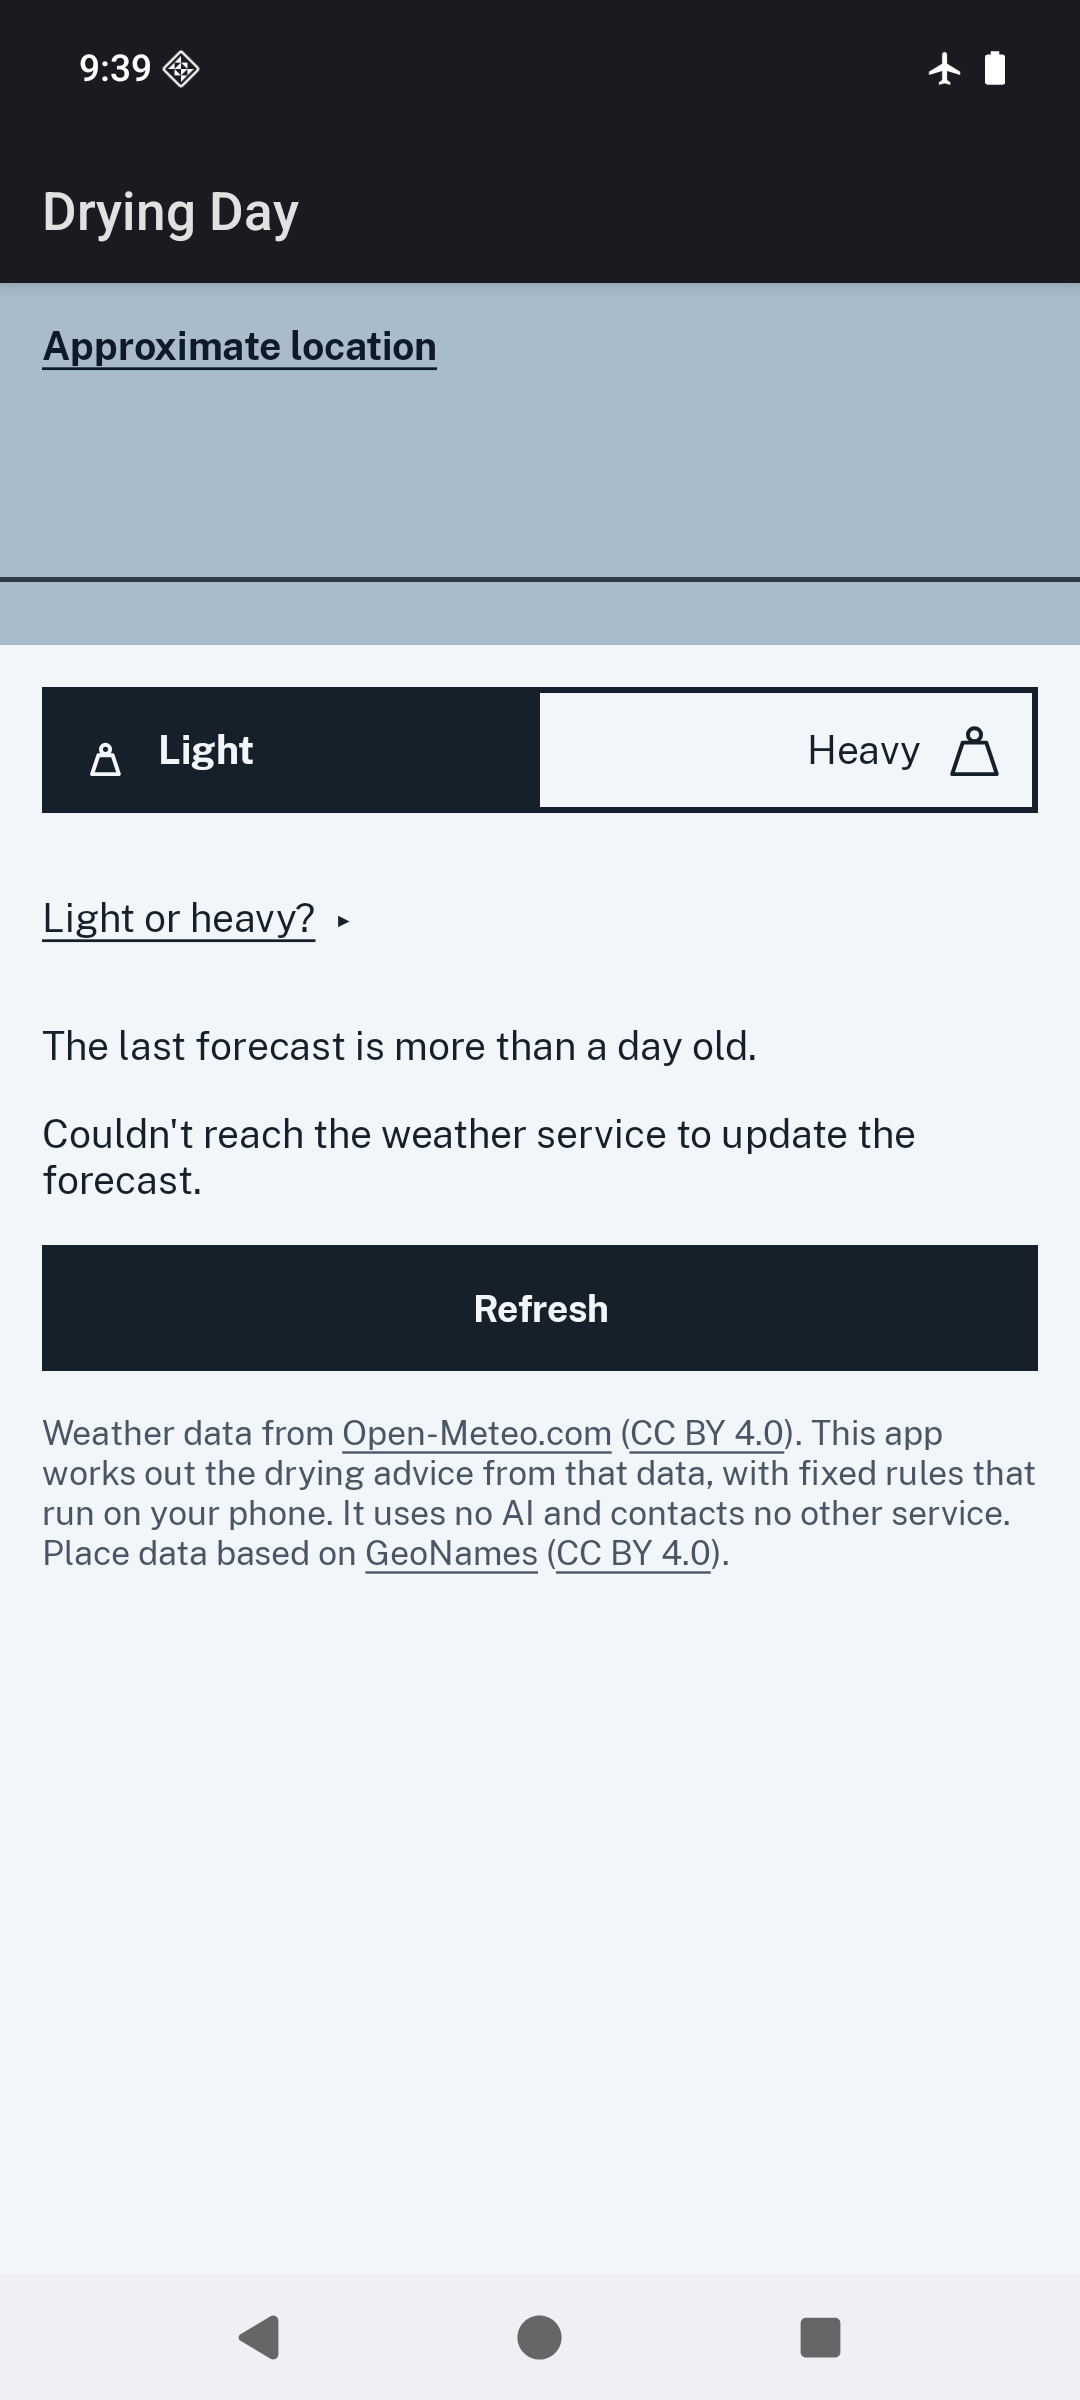 9:39
Drying Day
Approximate location
Light
Heavy
Light or heavy? ▸
The last forecast is more than a day old.
Couldn't reach the weather service to update the
forecast.
Refresh
Weather data from Open-Meteo.com (CC BY 4.0). This app
works out the drying advice from that data, with fixed rules that
run on your phone. It uses no AI and contacts no other service.
Place data based on GeoNames (CC BY 4.0).